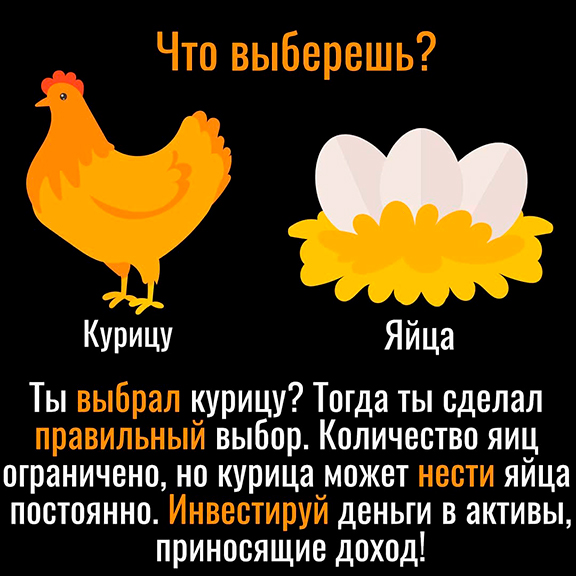 Что выберешь?
Курицу
Яйца
Ты выбрал курицу? Тогда ты сделал
правильный выбор. Количество яиц
ограничено, но курица может нести яйца
постоянно. Инвестируй деньги в активы,
приносящие доход!